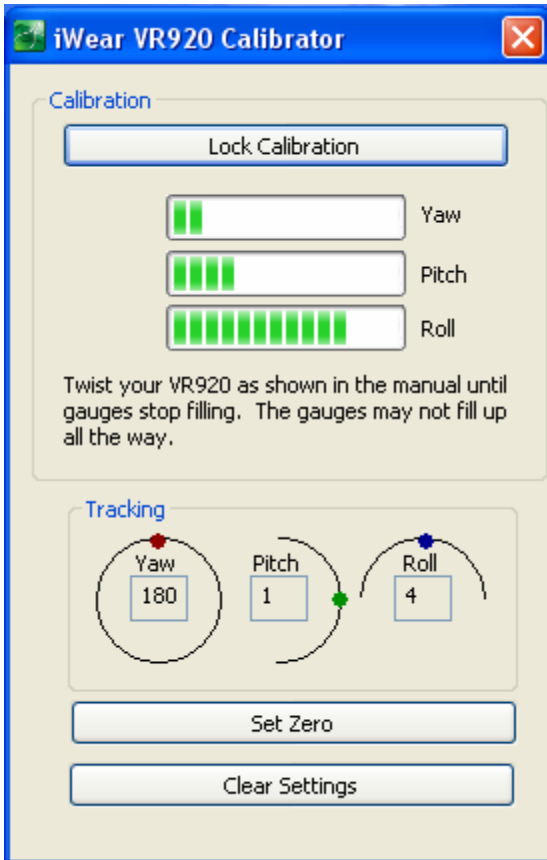 iWear VR920 Calibrator
Calibration
Lock Calibration
Yaw
Pitch
Roll
Twist your VR920 as shown in the manual until
gauges stop filling. The gauges may not fill up
all the way.
Tracking
Yaw Pitch Roll
180 1 4
Set Zero
Clear Settings